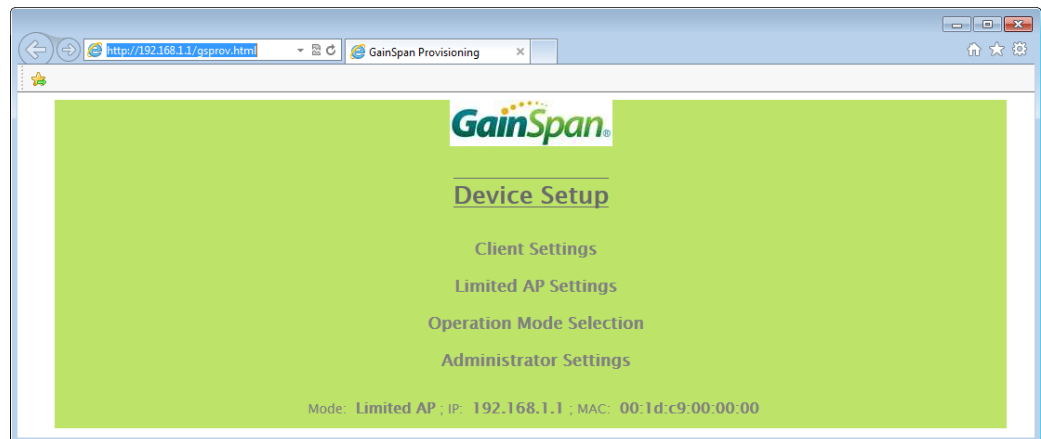 http://192.168.1.1/gsprov.html
GainSpan Provisioning
GainSpan®
Device Setup
Client Settings
Limited AP Settings
Operation Mode Selection
Administrator Settings
Mode: Limited AP ; IP: 192.168.1.1 ; MAC: 00:1d:c9:00:00:00